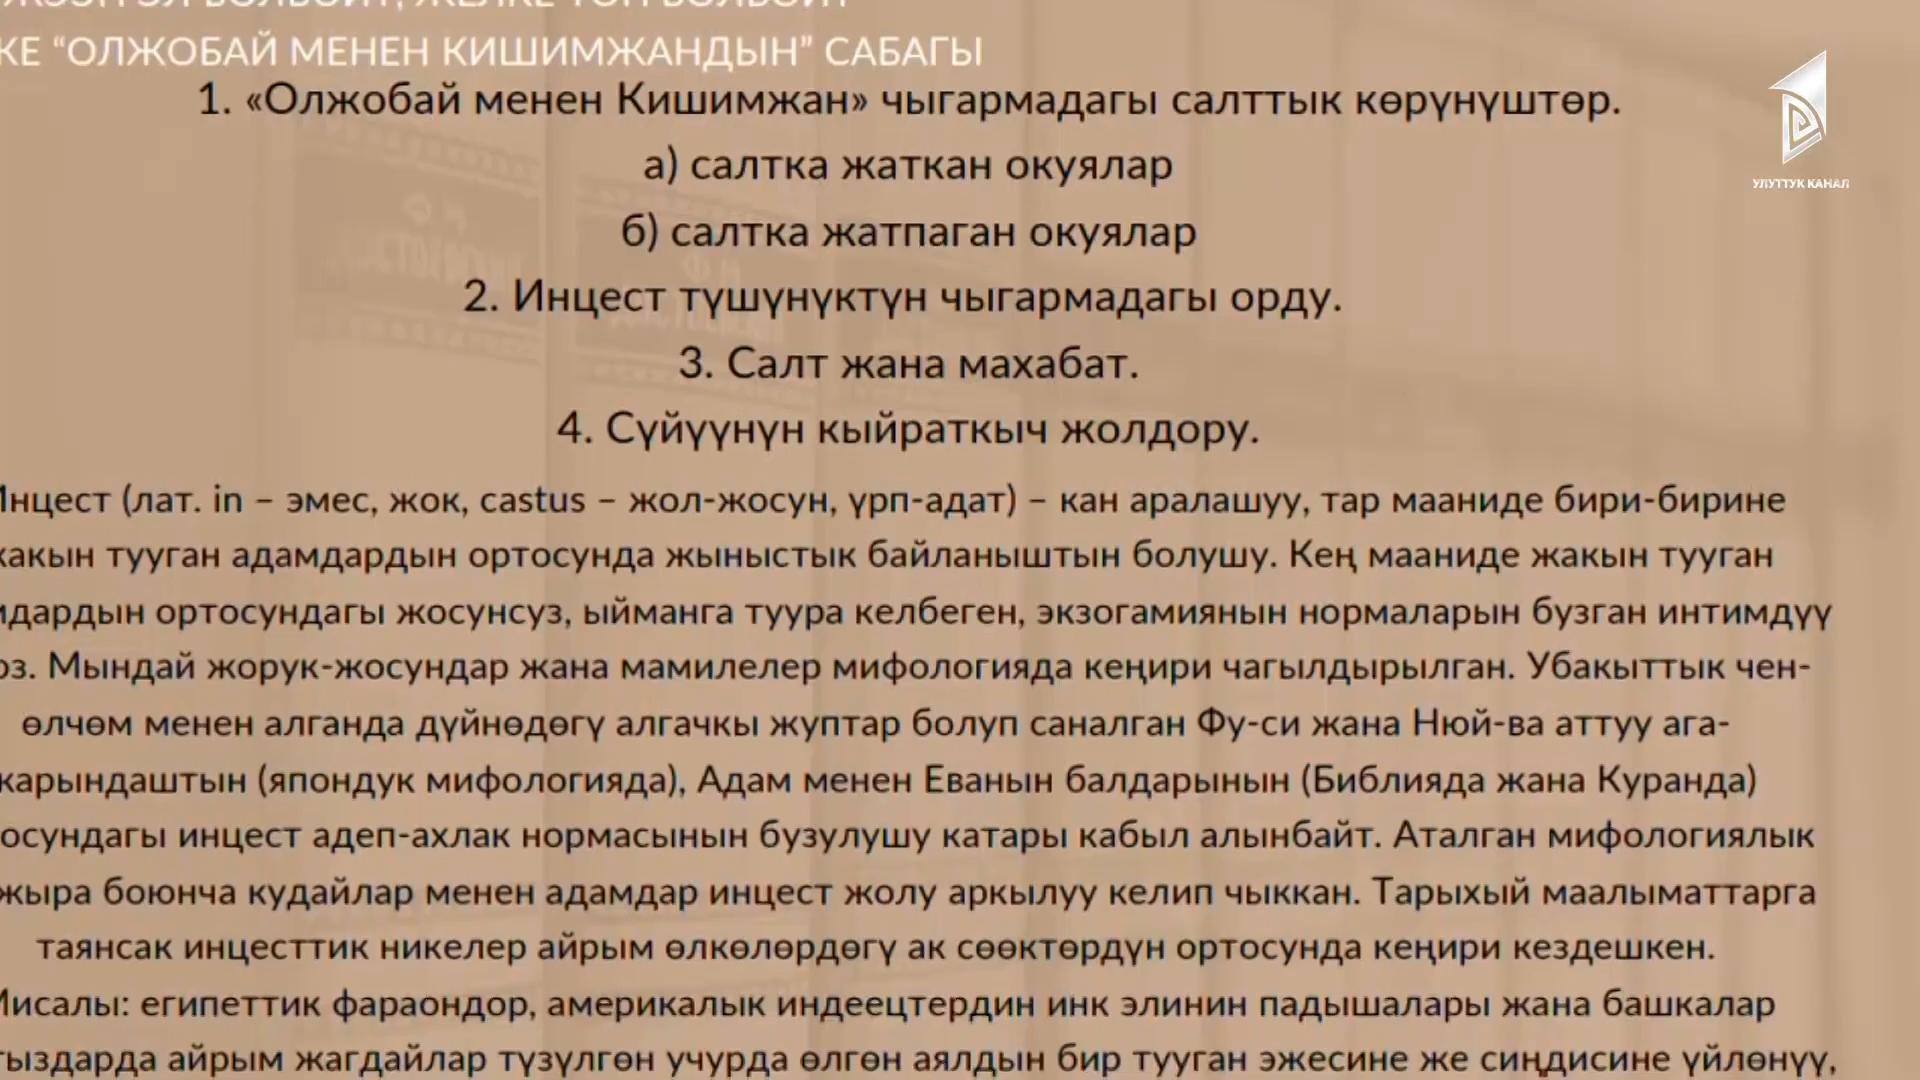 КЕ “ОЛЖОБАЙ МЕНЕН КИШИМЖАНДЫН” САБАГЫ
1. «Олжобай менен Кишимжан» чыгармадагы салттык көрүнүштөр.
а) салтка жаткан окуялар
б) салтка жатпаган окуялар
2. Инцест түшүнүктүн чыгармадагы орду.
3. Салт жана махабат.
4. Сүйүүнүн кыйраткыч жолдору.
УЛУТТУК КАНАЛ
Инцест (лат. in – эмес, жок, castus – жол-жосун, үрп-адат) – кан аралашуу, тар мааниде бири-бирине
жакын тууган адамдардын ортосунда жыныстык байланыштын болушу. Кең мааниде жакын тууган
дардын ортосундагы жосунсуз, ыйманга туура келбеген, экзогамиянын нормаларын бузган интимдүү
оз. Мындай жорук-жосундар жана мамилелер мифологияда кеңири чагылдырылган. Убакыттык чен-
өлчөм менен алганда дүйнөдөгү алгачкы жуптар болуп саналган Фу-си жана Нюй-ва аттуу ага-
карындаштын (япондук мифологияда), Адам менен Еванын балдарынын (Библияда жана Куранда)
осундагы инцест адеп-ахлак нормасынын бузулушу катары кабыл алынбайт. Аталган мифологиялык
жыра боюнча кудайлар менен адамдар инцест жолу аркылуу келип чыккан. Тарыхый маалыматтарга
таянсак инцесттик никелер айрым өлкөлөрдөгү ак сөөктөрдүн ортосунда кеңири кездешкен.
Мисалы: египеттик фараондор, америкалык индеецтердин инк элинин падышалары жана башкалар
гыздарда айрым жагдайлар түзүлгөн учурда өлгөн аялдын бир тууган эжесине же сиңдисине үйлөнүү,